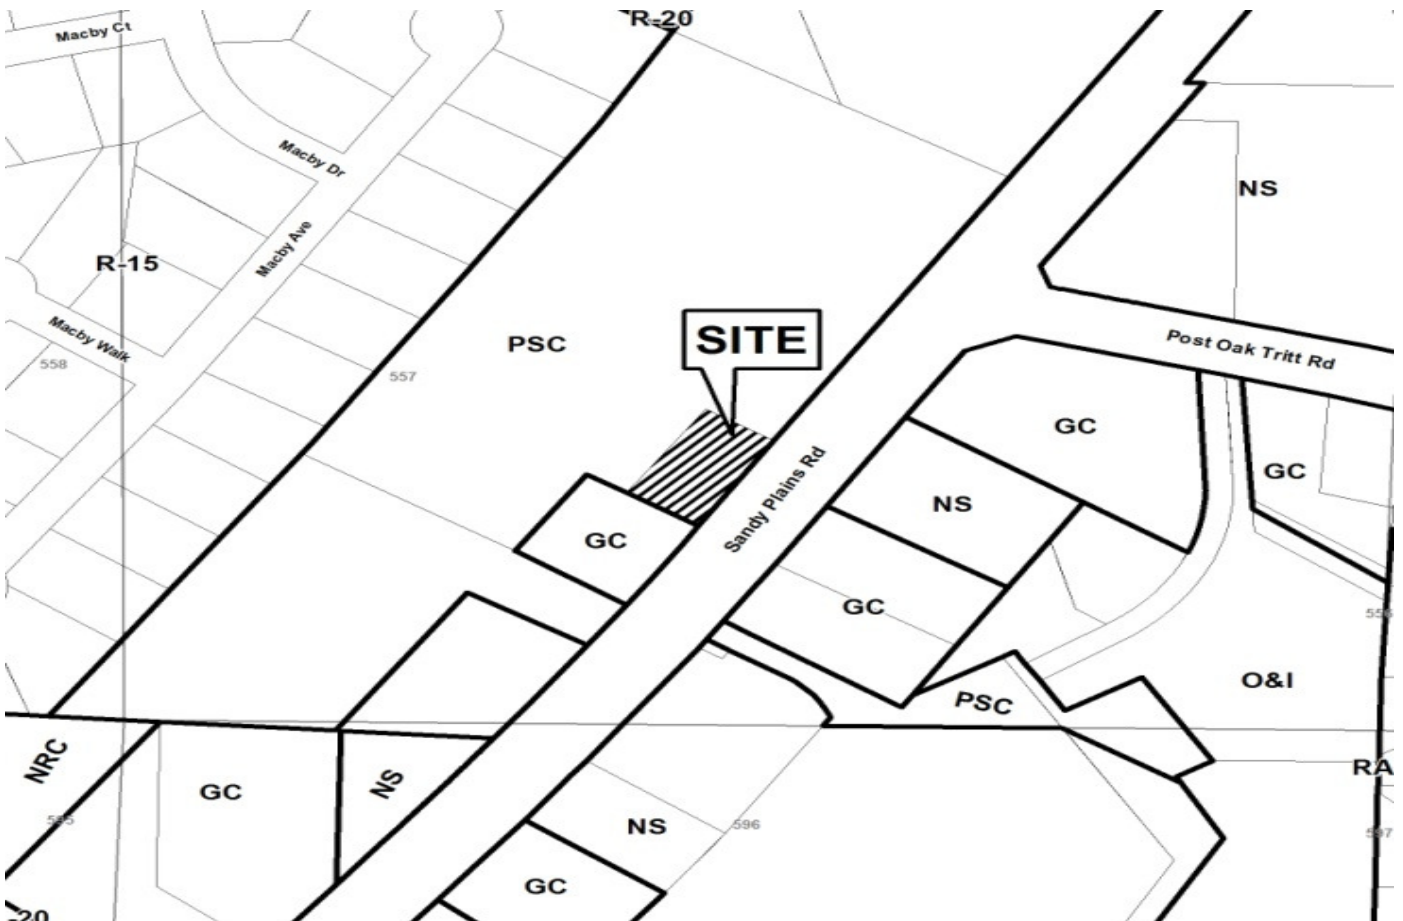 R-20
Macby Ct
Macby Dr
NS
Macby Ave
R-15
Macby Walk
558
557
PSC
SITE
Post Oak Tritt Rd
GC
GC
NS
Sandy Plains Rd
GC
GC
O&I
PSC
NRC
GC
NS
RA
NS
596
597
GC
-20